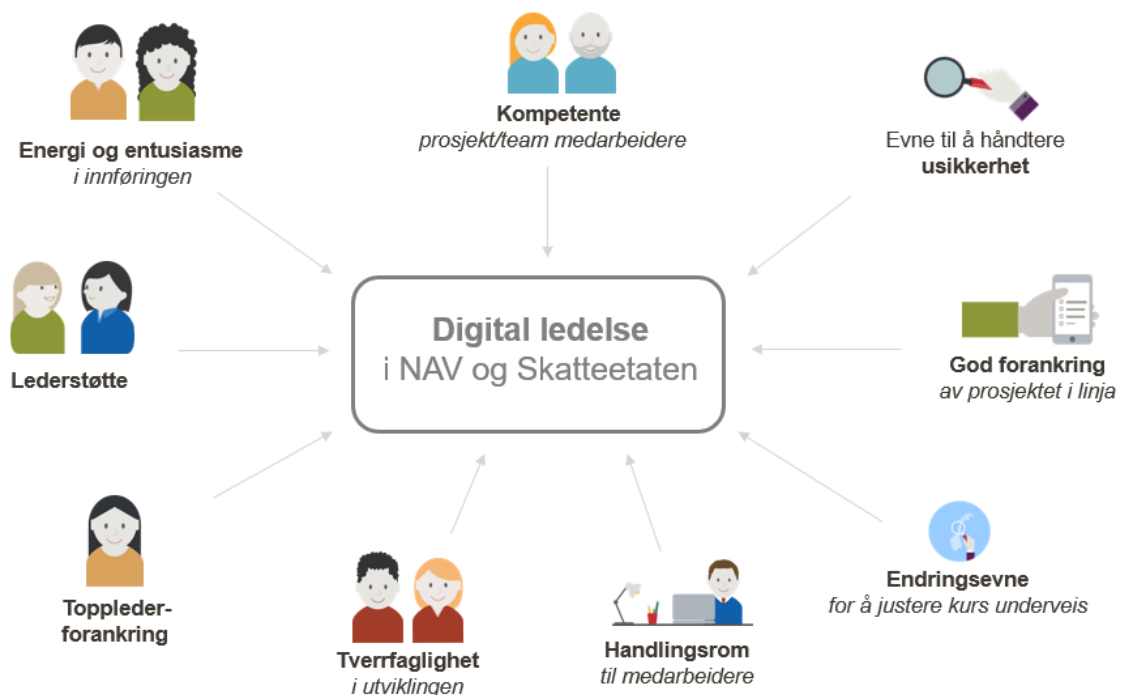 Kompetente
prosjekt/team medarbeidere
Energi og entusiasme
i innføringen
Evne til å håndtere
usikkerhet
Digital ledelse
i NAV og Skatteetaten
Lederstøtte
God forankring
av prosjektet i linja
Toppleder-
forankring
Tverrfaglighet
i utviklingen
Handlingsrom
til medarbeidere
Endringsevne
for å justere kurs underveis